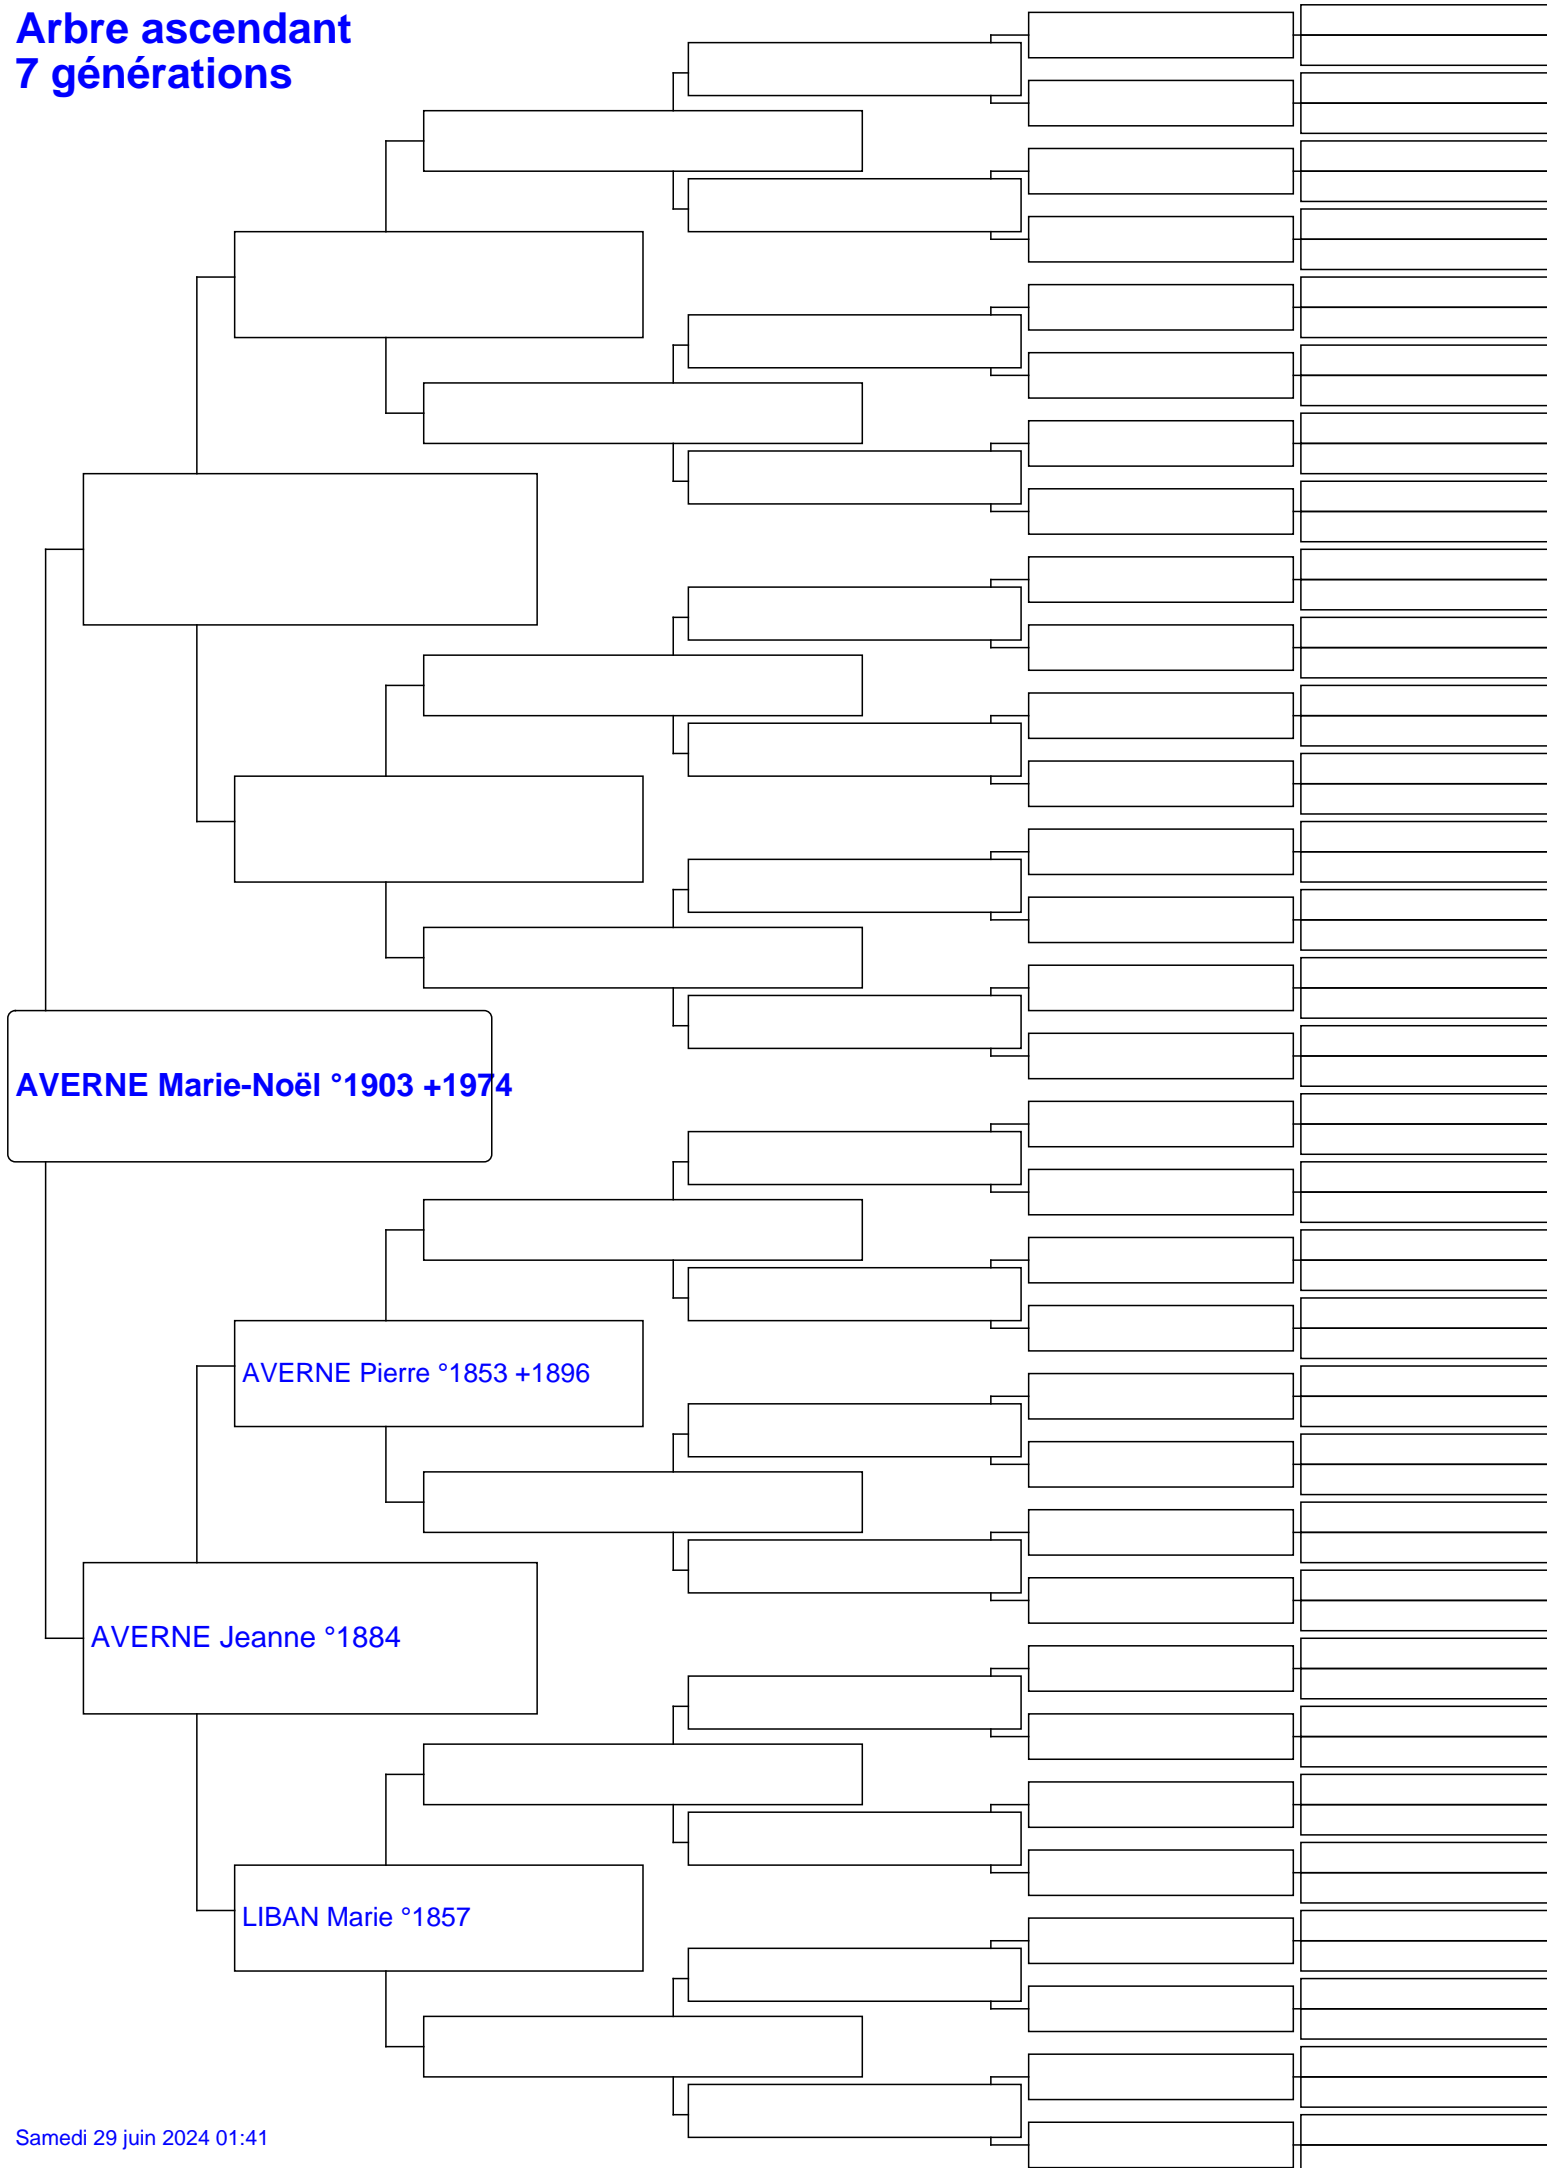 Arbre ascendant
7 générations
AVERNE Marie-Noël °1903 +1974
AVERNE Pierre °1853 +1896
AVERNE Jeanne °1884
LIBAN Marie °1857
Samedi 29 juin 2024 01:41